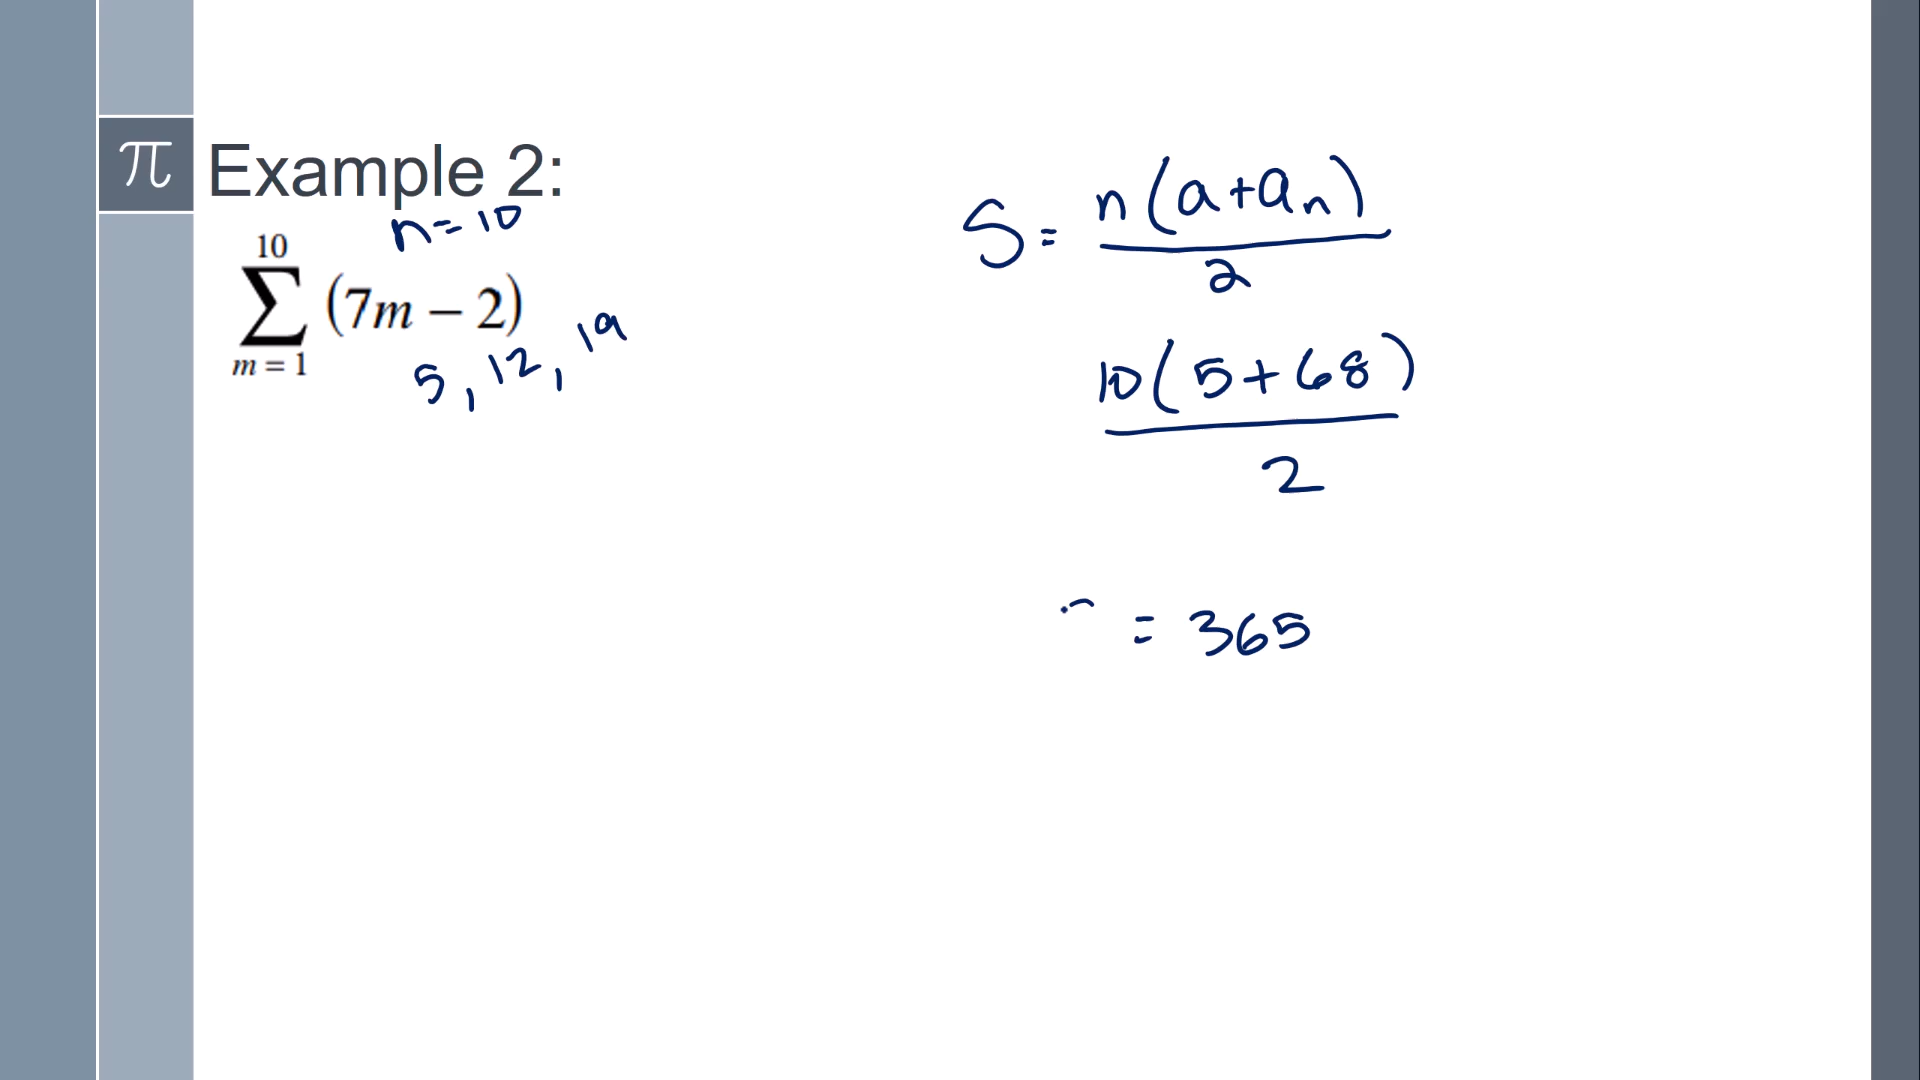 π Example 2:
n=10
10
∑ (7m – 2)
m = 1
5, 12, 19
S = n(a+aₙ)
2
10(5+68)
2
= 365